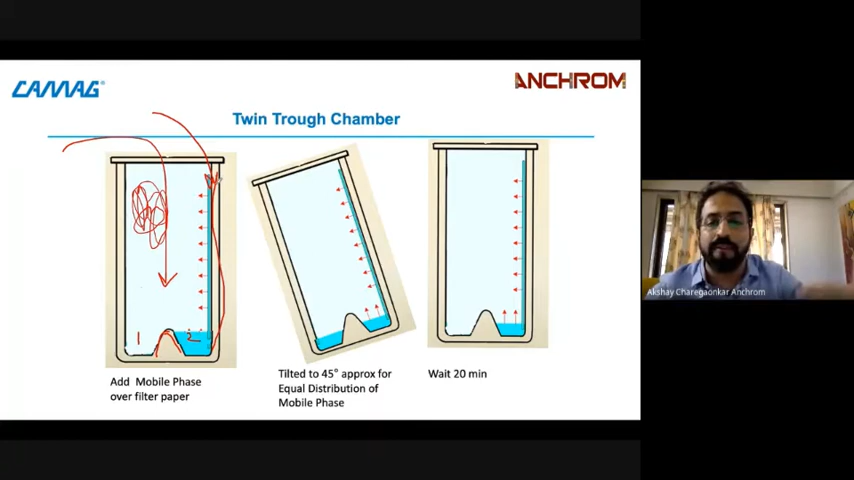 CAMAG®
ANCHROM
Twin Trough Chamber
1
2
Add Mobile Phase
over filter paper
Tilted to 45° approx for
Equal Distribution of
Mobile Phase
Wait 20 min
Akshay Charegaonkar Anchrom